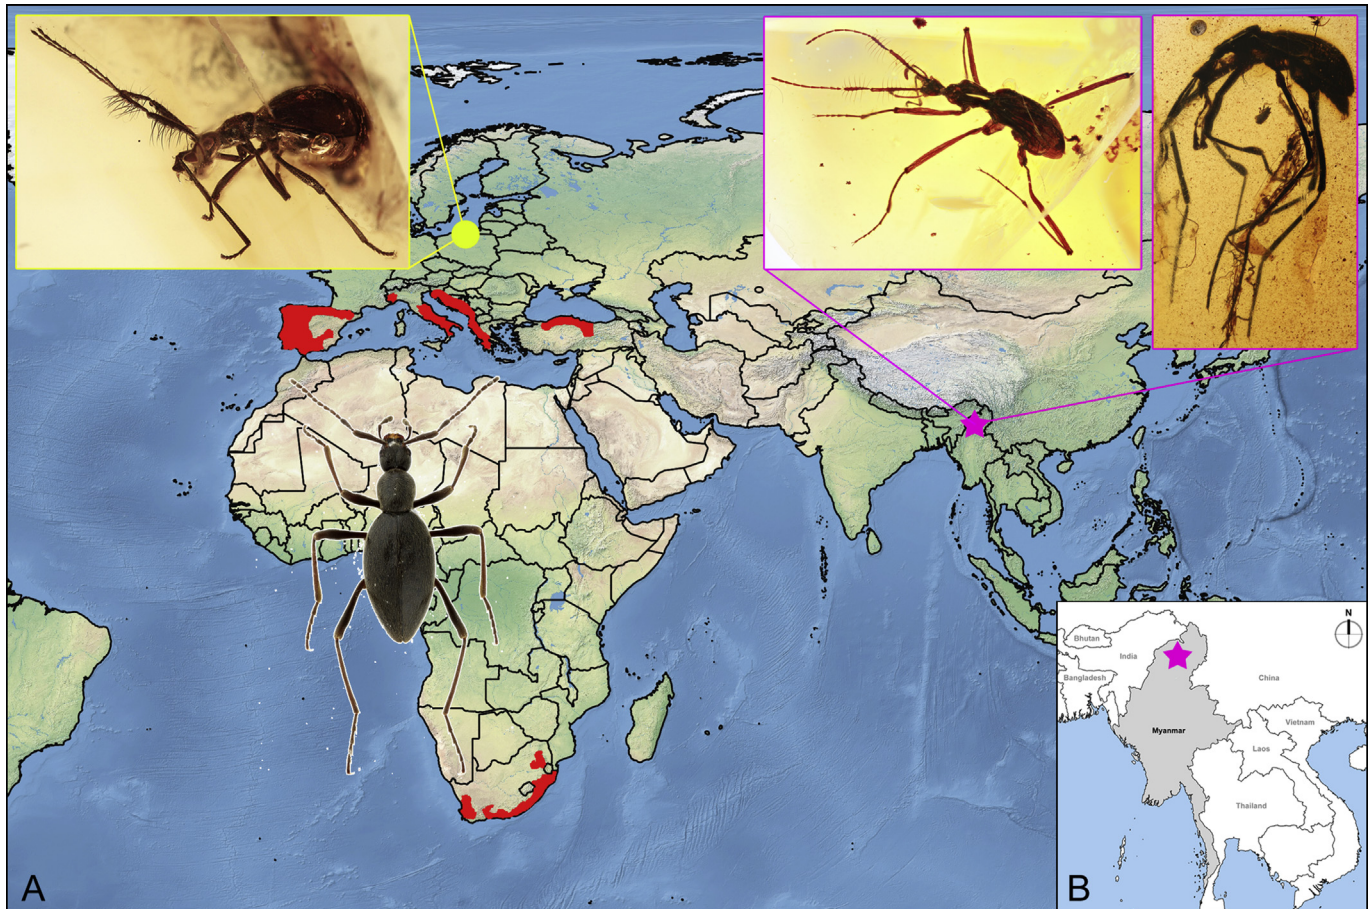 N
Bhutan
India
Bangladesh
China
Myanmar
Vietnam
Laos
Thailand
A
B